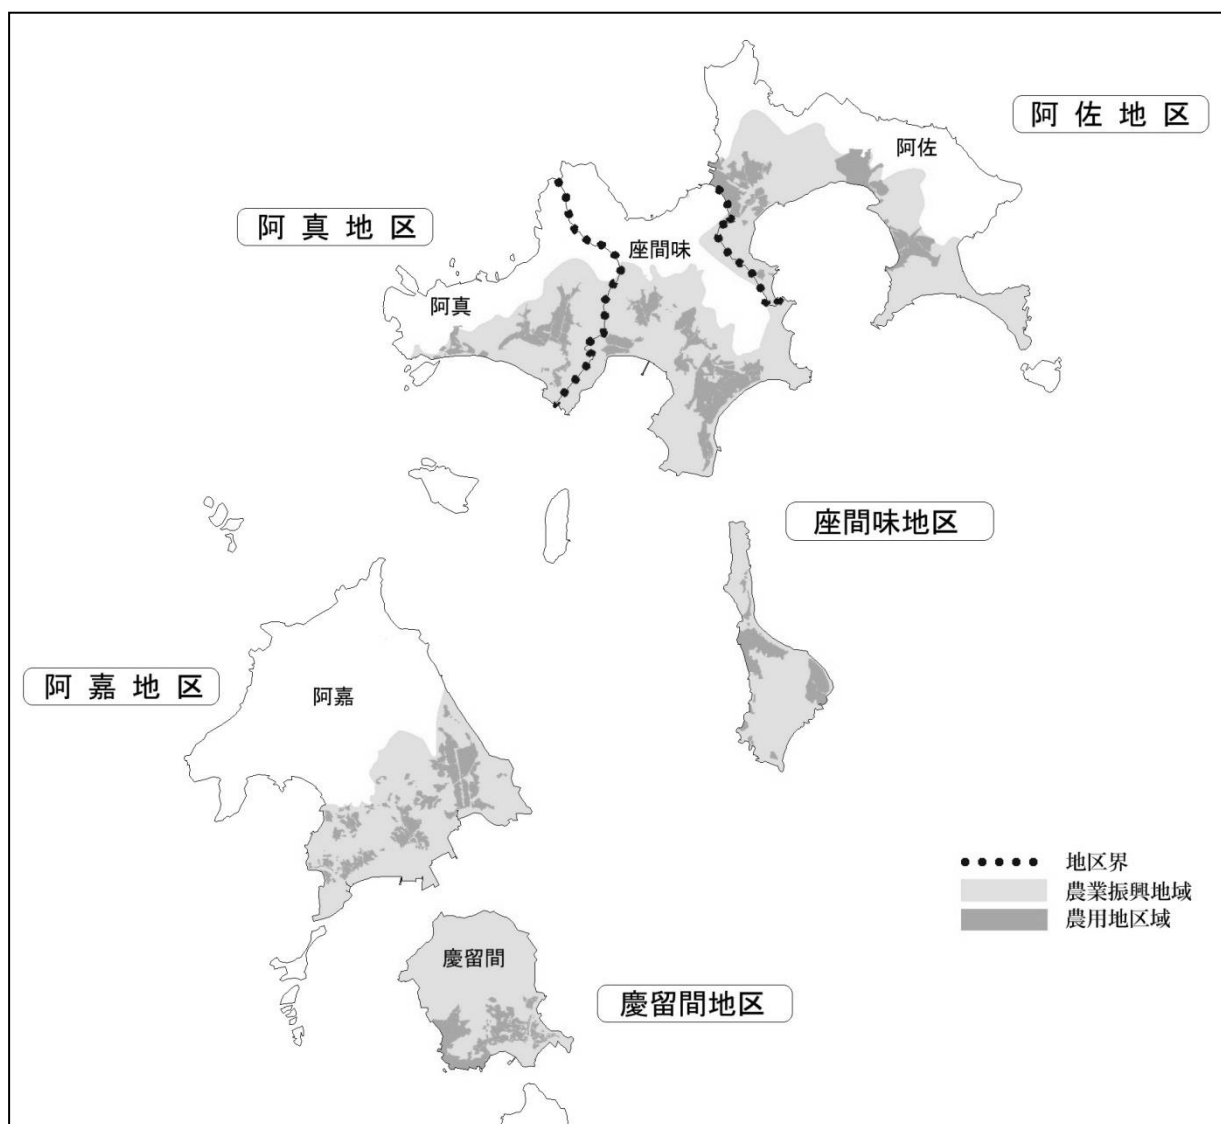 阿佐地区
阿佐
阿真地区
座間味
阿真
座間味地区
阿嘉地区
阿嘉
地区界
農業振興地域
農用地区域
慶留間
慶留間地区